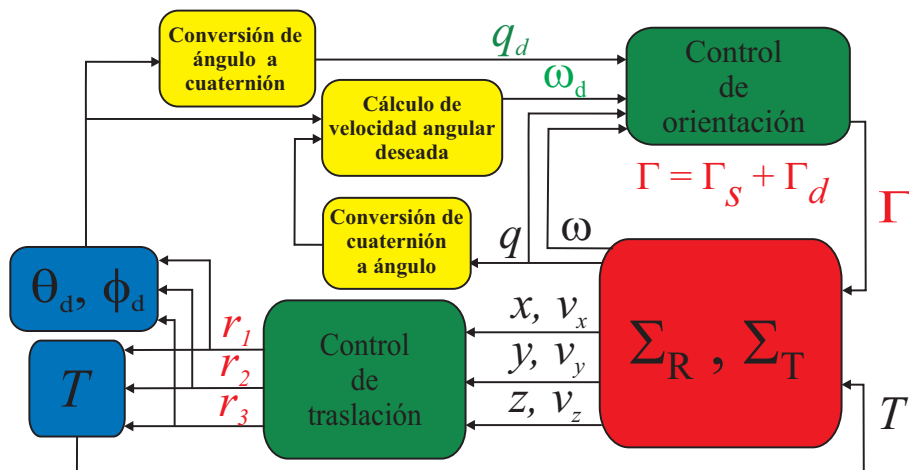 Conversión de
ángulo a
cuaternión
q_d
ω_d
Control
de
orientación
Cálculo de
velocidad angular
deseada
Γ = Γ_s + Γ_d
Γ
Conversión de
cuaternión
a ángulo
q
ω
θ_d, ϕ_d
r_1
r_2
r_3
T
Control
de
traslación
x, v_x
y, v_y
z, v_z
Σ_R , Σ_T
T